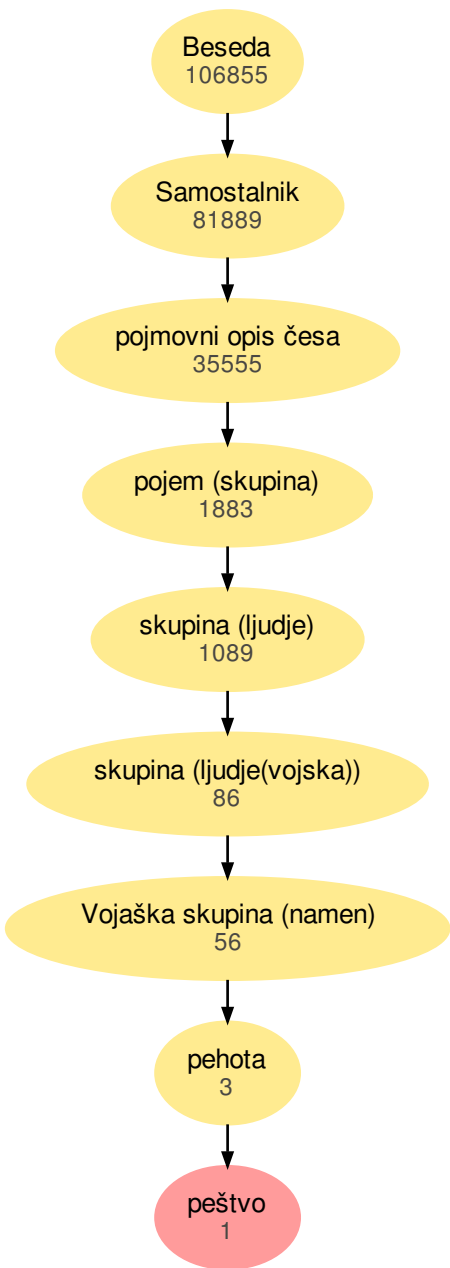 Beseda
106855
Samostalnik
81889
pojmovni opis česa
35555
pojem (skupina)
1883
skupina (ljudje)
1089
skupina (ljudje(vojska))
86
Vojaška skupina (namen)
56
pehota
3
peštvo
1